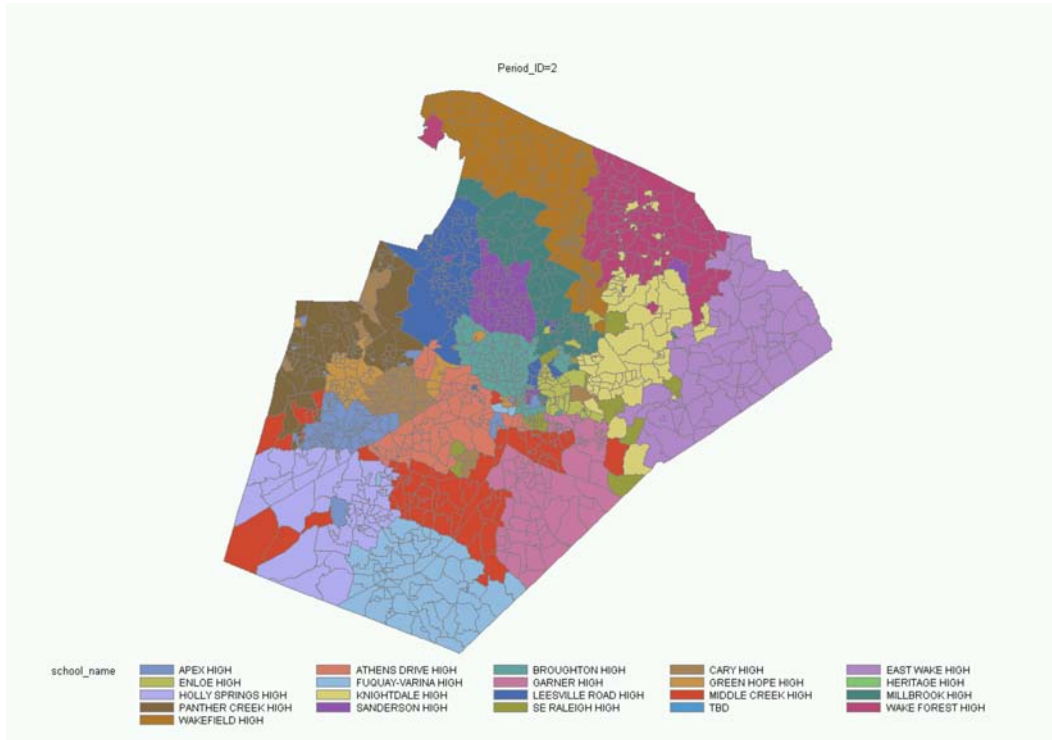 Period_ID=2
school_name APEX HIGH ATHENS DRIVE HIGH BROUGHTON HIGH CARY HIGH EAST WAKE HIGH
ENLOE HIGH FUQUAY-VARINA HIGH GARNER HIGH GREEN HOPE HIGH HERITAGE HIGH
HOLLY SPRINGS HIGH KNIGHTDALE HIGH LEESVILLE ROAD HIGH MIDDLE CREEK HIGH MILLBROOK HIGH
PANTHER CREEK HIGH SANDERSON HIGH SE RALEIGH HIGH TBD WAKE FOREST HIGH
WAKEFIELD HIGH